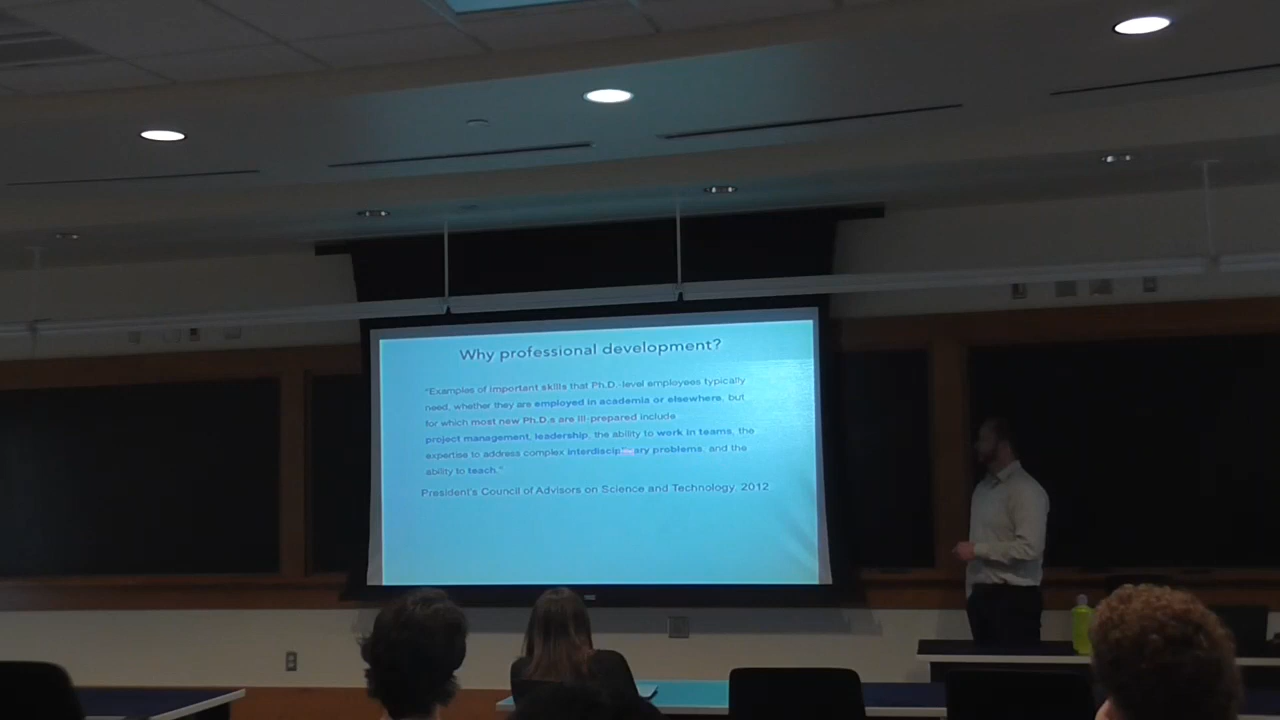 Why professional development?
"Examples of important skills that Ph.D.-level employees typically
need, whether they are employed in academia or elsewhere, but
for which most new Ph.D.s are ill-prepared include
project management, leadership, the ability to work in teams, the
expertise to address complex interdisciplinary problems, and the
ability to teach."
President's Council of Advisors on Science and Technology, 2012